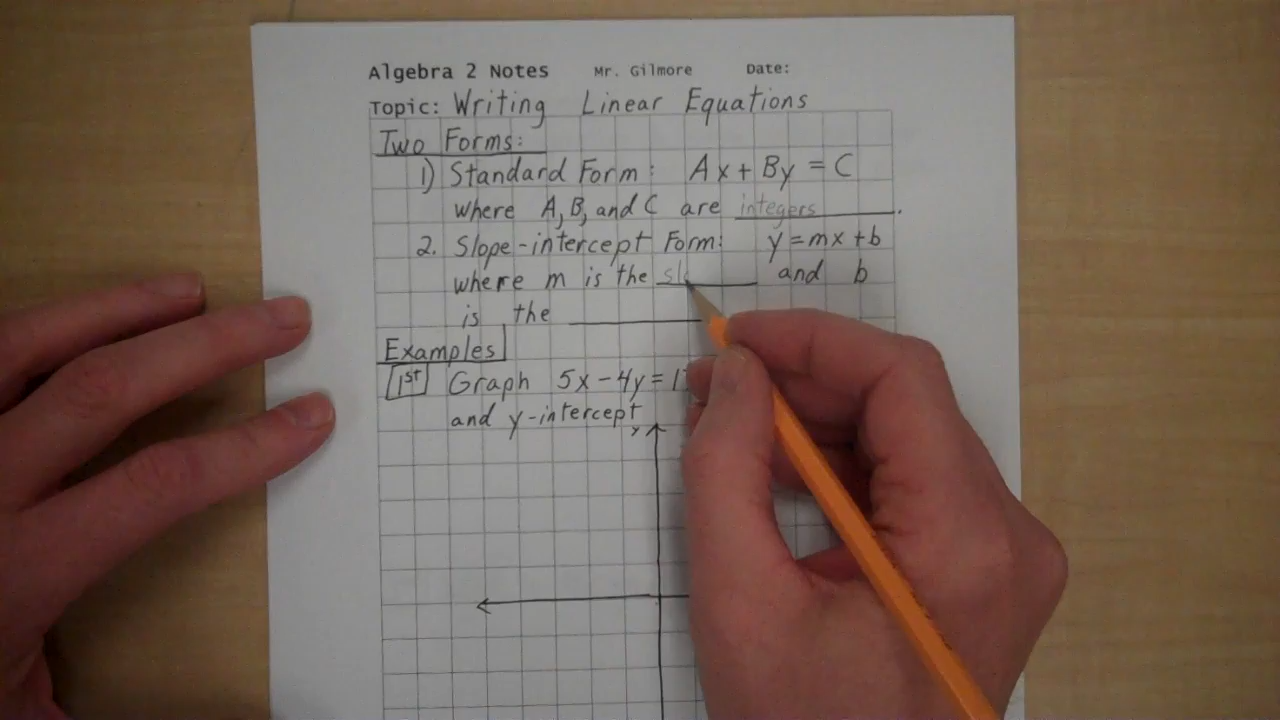 Algebra 2 Notes Mr. Gilmore Date:
Topic: Writing Linear Equations
Two Forms:
1) Standard Form: Ax + By = C
where A, B, and C are integers.
2. Slope-intercept Form: y = mx + b
where m is the slo and b
is the
Examples
1st Graph 5x - 4y = 1
and y-intercept
y